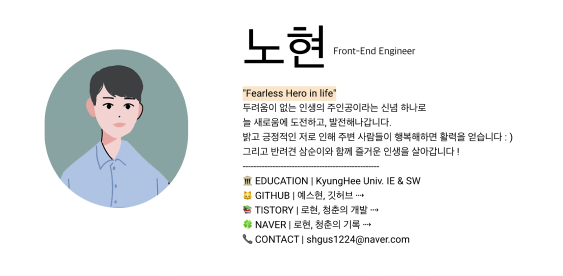 노현 Front-End Engineer
"Fearless Hero in life"
두려움이 없는 인생의 주인공이라는 신념 하나로
늘 새로움에 도전하고, 발전해나갑니다.
밝고 긍정적인 저로 인해 주변 사람들이 행복해하면 활력을 얻습니다 : )
그리고 반려견 삼순이와 함께 즐거운 인생을 살아갑니다 !
--------------------------------------------------
🏛 EDUCATION | KyungHee Univ. IE & SW
🐱 GITHUB | 예스현, 깃허브 ⇢
📚 TISTORY | 로현, 청춘의 개발 ⇢
🍀 NAVER | 로현, 청춘의 기록 ⇢
📞 CONTACT | shgus1224@naver.com